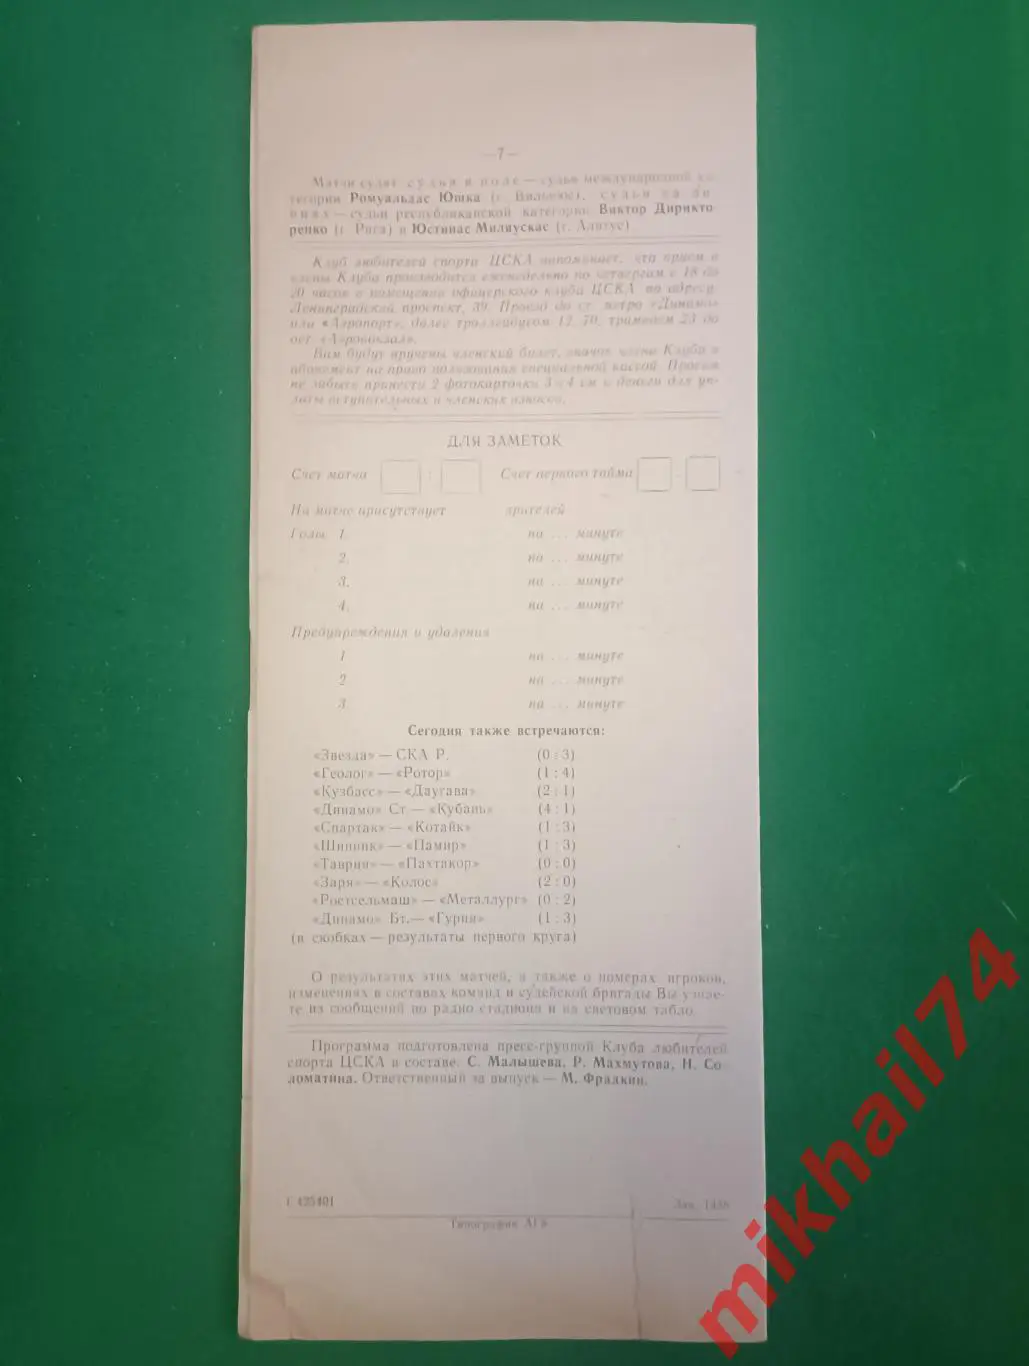 —7—
Матчи судят судья в поле — судья международной ка-
тегории Ромуальдас Юшка (г. Вильнюс), судьи на ли-
ниях — судьи республиканской категории Виктор Дирикто-
ренко (г. Рига) и Юстинас Миляускас (г. Алитус)
Клуб любителей спорта ЦСКА напоминает, что прием в
члены Клуба производится еженедельно по четвергам с 18 до
20 часов в помещении офицерского клуба ЦСКА по адресу:
Ленинградский проспект, 39. Проезд до ст. метро «Динамо»
или «Аэропорт», далее троллейбусом 12, 70, трамваем 23 до
ост. «Аэровокзал».
Вам будут вручены членский билет, значок члена Клуба и
абонемент на право пользования специальной кассой. Просим
не забыть принести 2 фотокарточки 3×4 см и деньги для уп-
латы вступительных и членских взносов.
ДЛЯ ЗАМЕТОК
Счет матча : Счет первого тайма :
На матче присутствует зрителей
Голы 1. на ... минуте
2. на ... минуте
3. на ... минуте
4. на ... минуте
Предупреждения и удаления
1 на ... минуте
2 на ... минуте
3 на ... минуте
Сегодня также встречаются:
«Звезда» — СКА Р. (0 : 3)
«Геолог» — «Ротор» (1 : 4)
«Кузбасс» — «Даугава» (2 : 1)
«Динамо» Ст — «Кубань» (4 : 1)
«Спартак» — «Котайк» (1 : 3)
«Шинник» — «Памир» (1 : 3)
«Таврия» — «Пахтакор» (0 : 0)
«Заря» — «Колос» (2 : 0)
«Ростсельмаш» — «Металлург» (0 : 2)
«Динамо» Бт. — «Гурия» (1 : 3)
(в скобках — результаты первого круга)
О результатах этих матчей, а также о номерах игроков,
изменениях в составах команд и судейской бригады Вы узнае-
те из сообщений по радио стадиона и на световом табло.
Программа подготовлена пресс-группой Клуба любителей
спорта ЦСКА в составе: С. Малышева, Р. Махмутова, Н. Со-
ломатина. Ответственный за выпуск — М. Фрадкин.
Г 425401 Зак. 1458
Типография
mikhail74